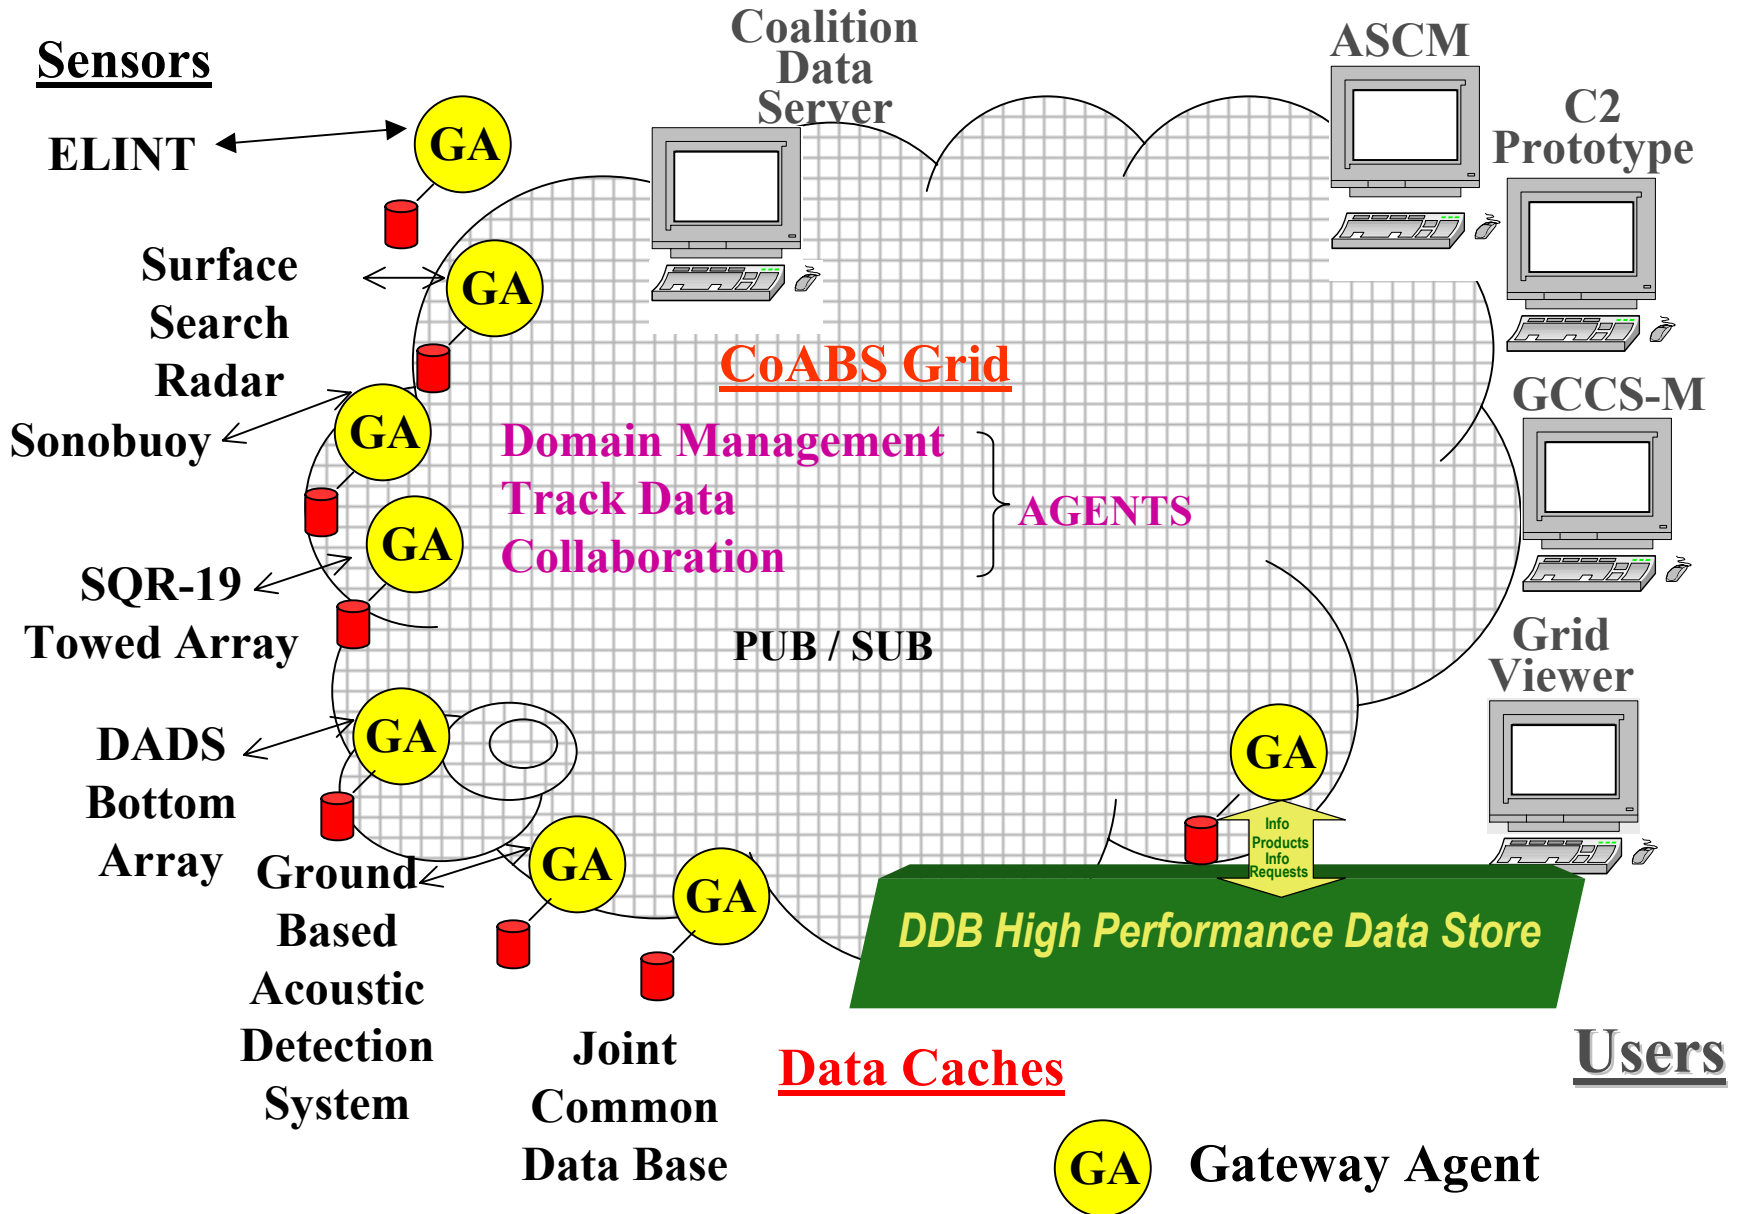 Sensors
Coalition
Data
Server
ASCM
C2
Prototype
ELINT
GA
Surface
Search
Radar
GA
CoABS Grid
GCCS-M
Sonobuoy
GA
Domain Management
Track Data
Collaboration
AGENTS
SQR-19
Towed Array
GA
PUB / SUB
Grid
Viewer
DADS
Bottom
Array
GA
GA
Info
Products
Info
Requests
Ground
Based
Acoustic
Detection
System
GA
GA
DDB High Performance Data Store
Joint
Common
Data Base
Data Caches
Users
GA
Gateway Agent